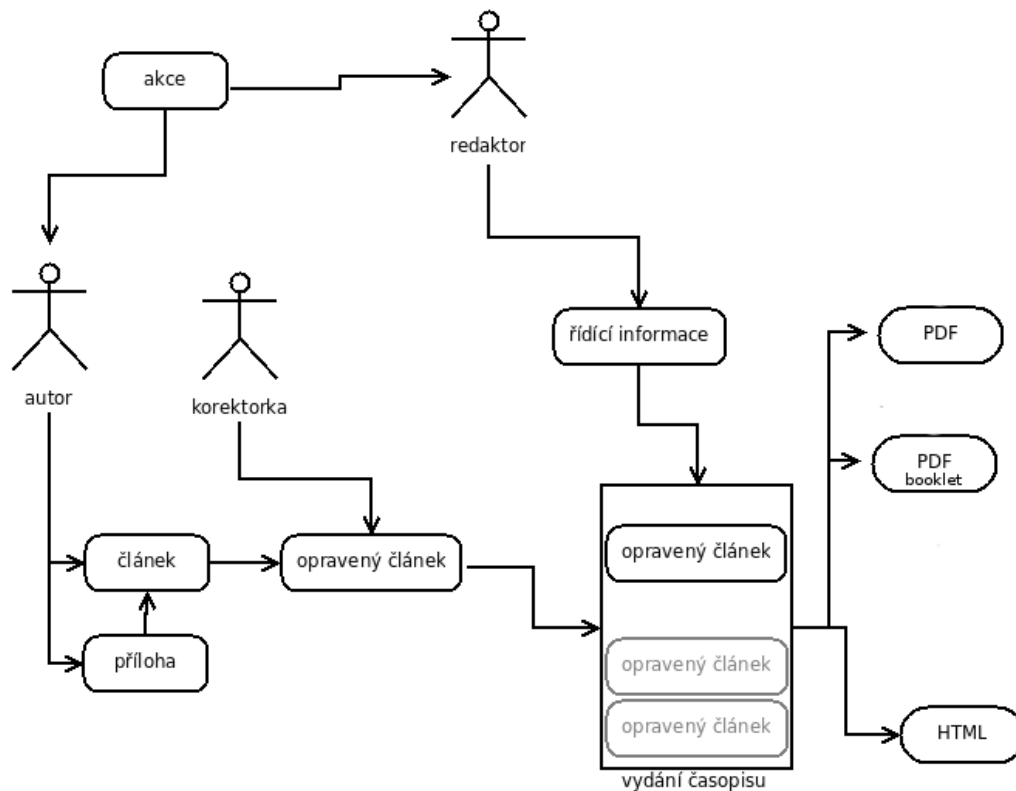 akce
redaktor
autor
korektorka
řídící informace
PDF
PDF
booklet
článek
opravený článek
opravený článek
příloha
opravený článek
opravený článek
HTML
vydání časopisu